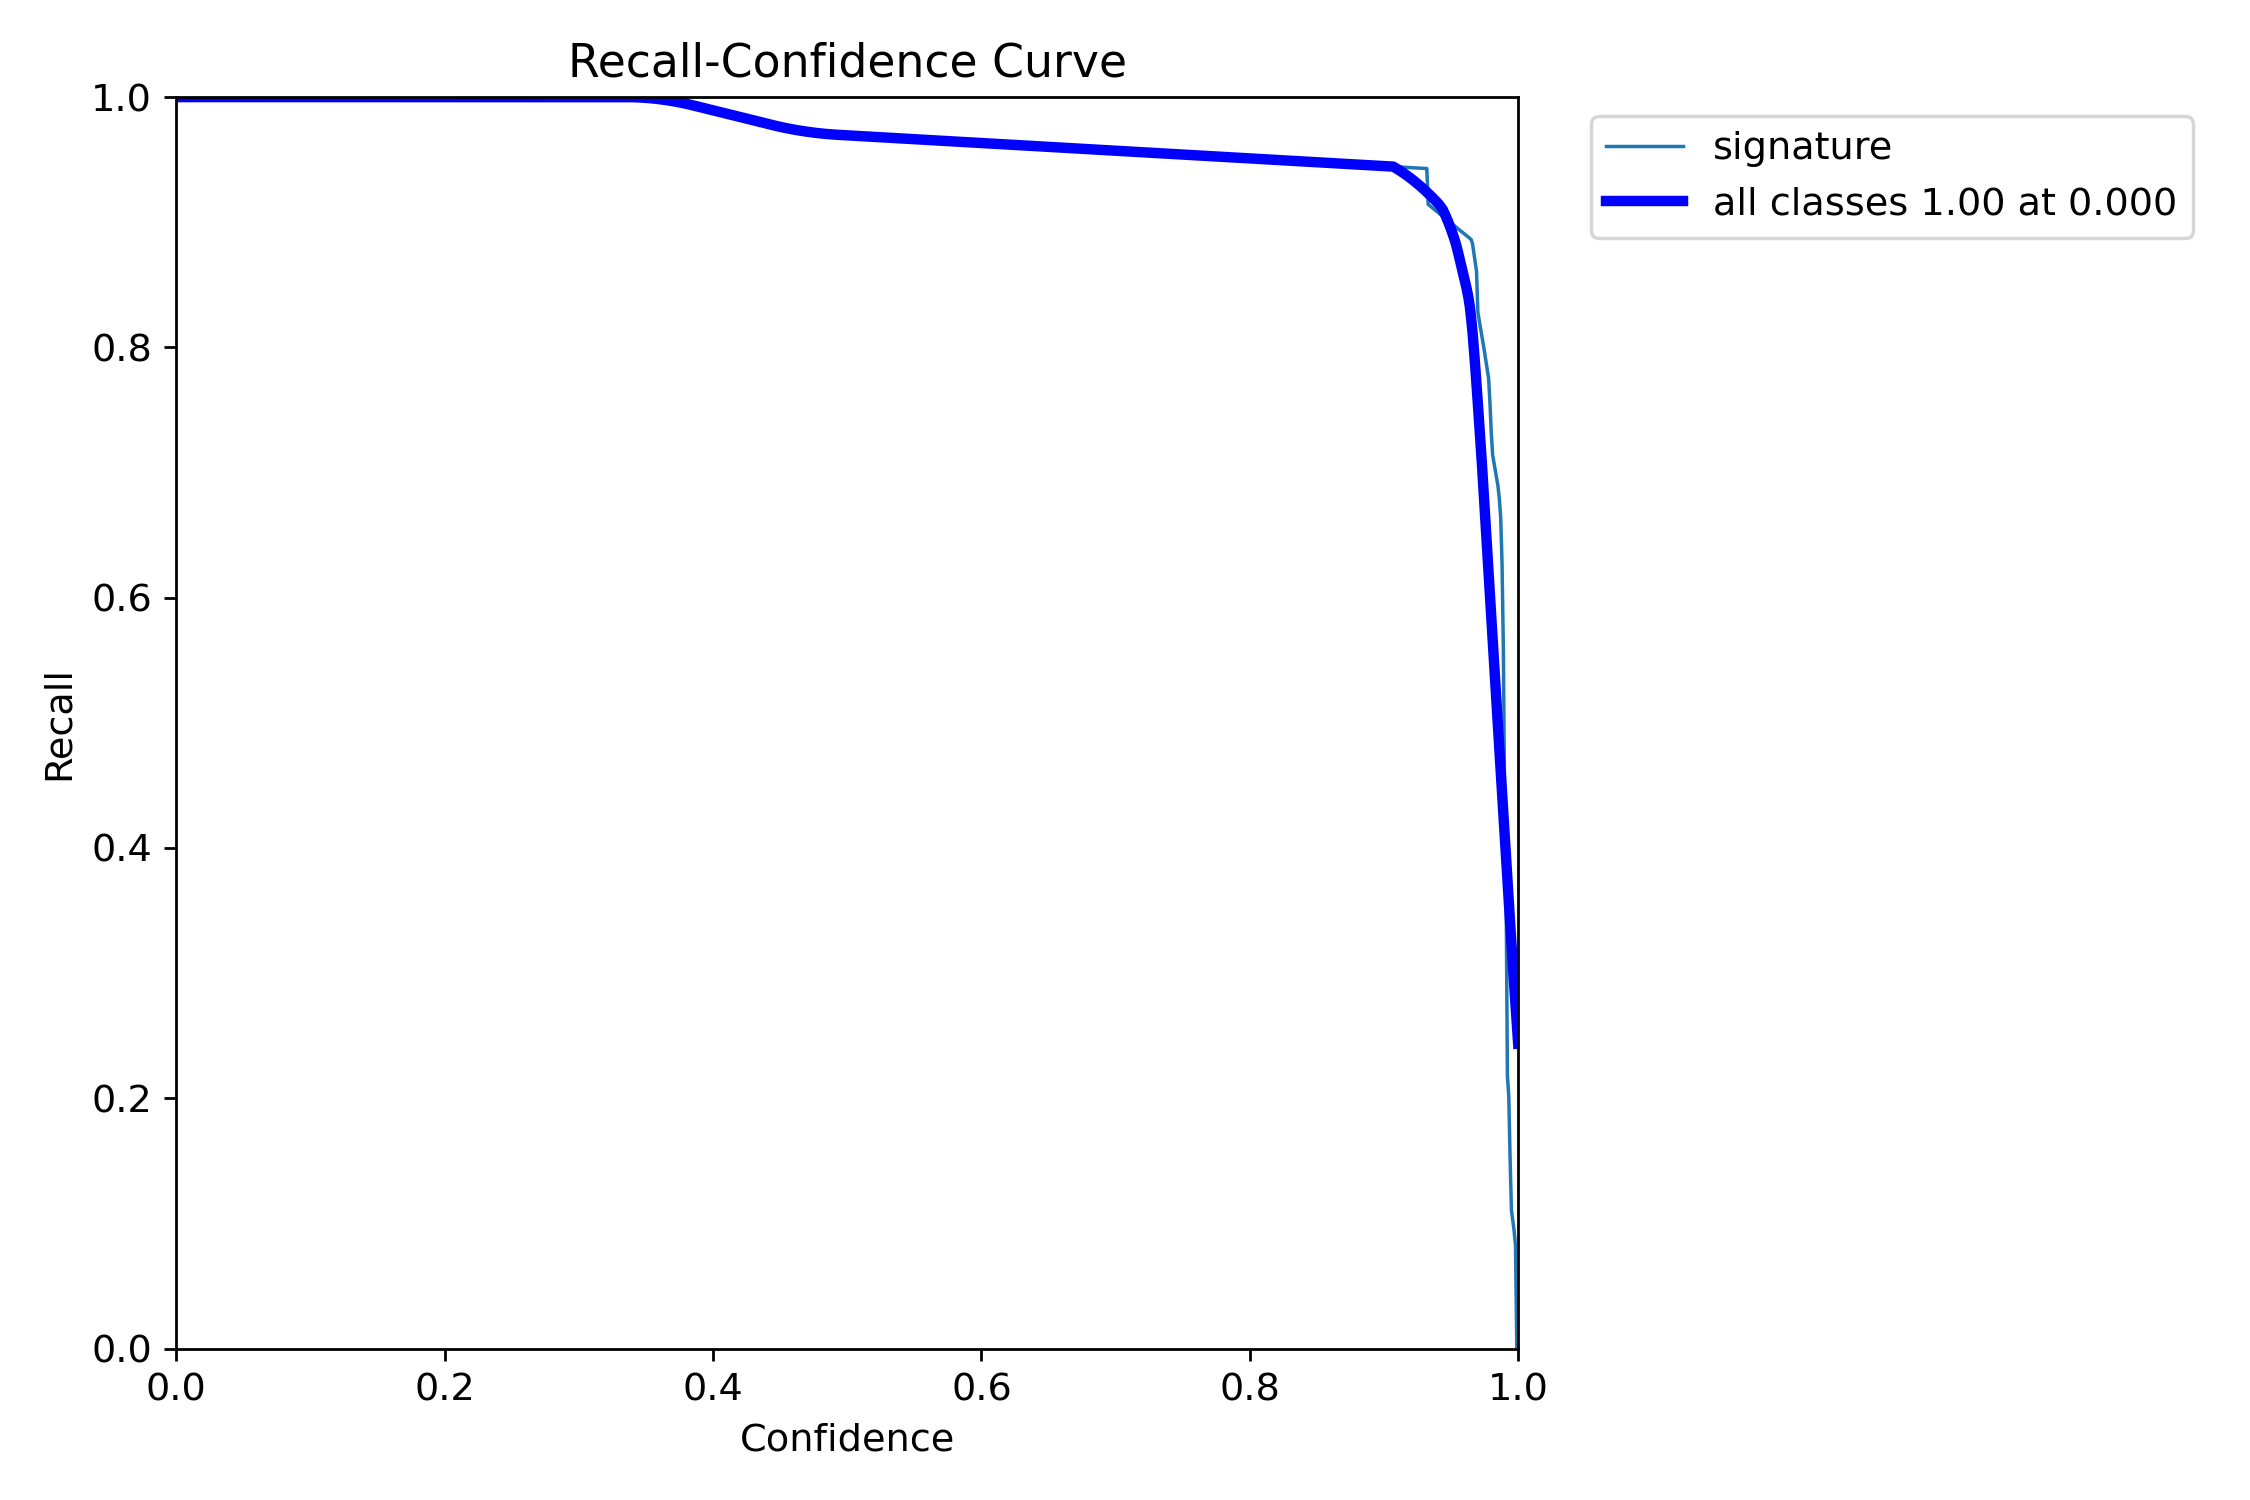 Recall-Confidence Curve
1.0
0.8
0.6
0.4
0.2
0.0
Recall
0.0 0.2 0.4 0.6 0.8 1.0
Confidence
signature
all classes 1.00 at 0.000